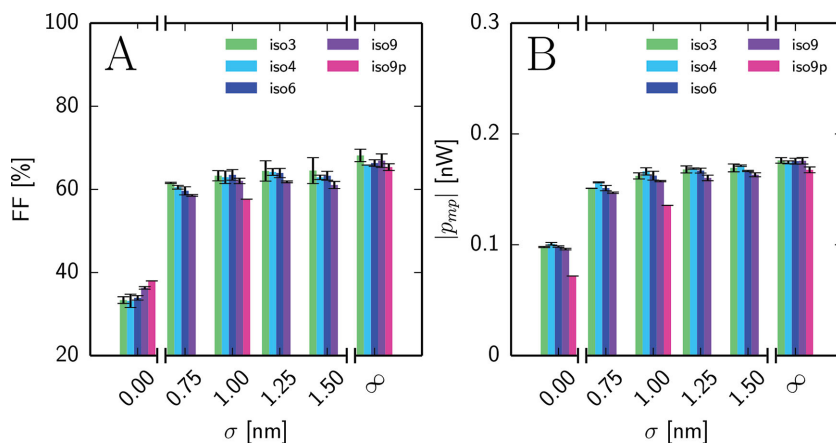 A
FF [%]
100
80
60
40
20
iso3
iso4
iso6
iso9
iso9p
0.00
0.75
1.00
1.25
1.50
∞
σ [nm]
B
|p_{mp}| [nW]
0.3
0.2
0.1
0
iso3
iso4
iso6
iso9
iso9p
0.00
0.75
1.00
1.25
1.50
∞
σ [nm]